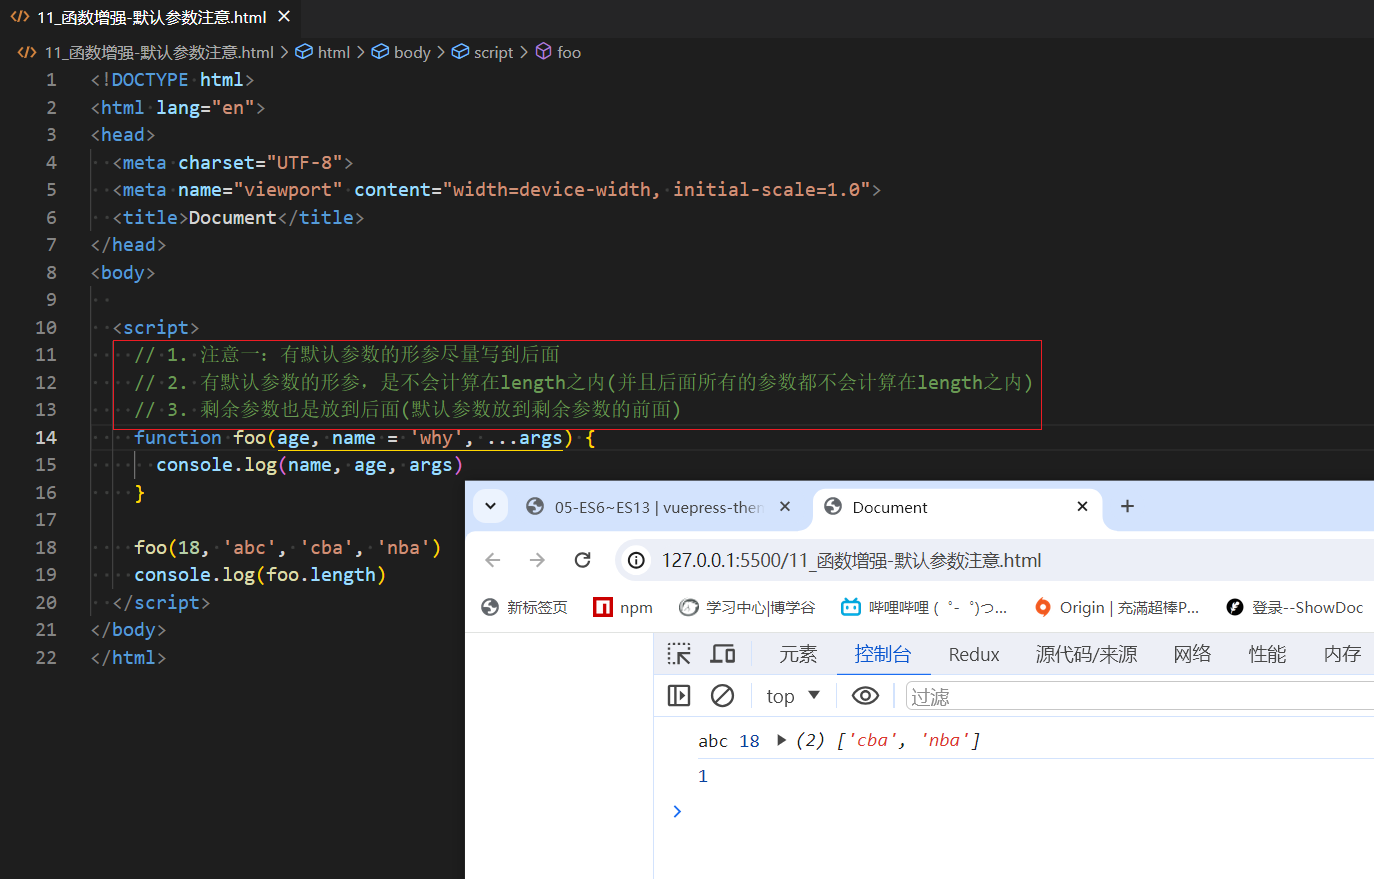 11_函数增强-默认参数注意.html
11_函数增强-默认参数注意.html > html > body > script > foo
1 <!DOCTYPE html>
2 <html lang="en">
3 <head>
4 <meta charset="UTF-8">
5 <meta name="viewport" content="width=device-width, initial-scale=1.0">
6 <title>Document</title>
7 </head>
8 <body>
9
10 <script>
11 // 1. 注意一: 有默认参数的形参尽量写到后面
12 // 2. 有默认参数的形参, 是不会计算在length之内(并且后面所有的参数都不会计算在length之内)
13 // 3. 剩余参数也是放到后面(默认参数放到剩余参数的前面)
14 function foo(age, name = 'why', ...args) {
15 console.log(name, age, args)
16 }
17
18 foo(18, 'abc', 'cba', 'nba')
19 console.log(foo.length)
20 </script>
21 </body>
22 </html>
05-ES6~ES13 | vuepress-then
Document
127.0.0.1:5500/11_函数增强-默认参数注意.html
新标签页 npm 学习中心|博学谷 哔哩哔哩 (゜-゜)つ... Origin | 充满超棒P... 登录--ShowDoc
元素 控制台 Redux 源代码/来源 网络 性能 内存
top 过滤
abc 18 (2) ['cba', 'nba']
1